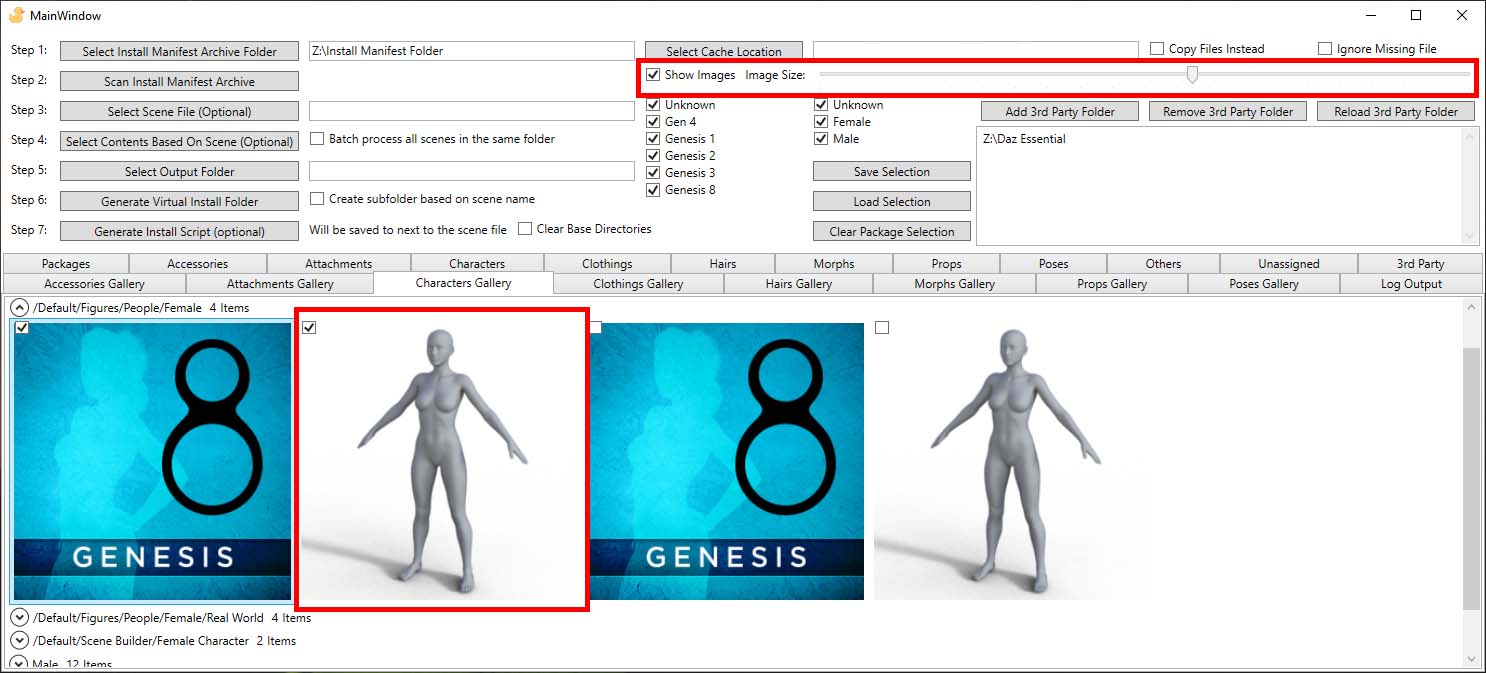 MainWindow
Step 1: Select Install Manifest Archive Folder Z:\Install Manifest Folder Select Cache Location Copy Files Instead Ignore Missing File
Step 2: Scan Install Manifest Archive Show Images Image Size:
Unknown Unknown
Step 3: Select Scene File (Optional) Add 3rd Party Folder Remove 3rd Party Folder Reload 3rd Party Folder
Gen 4 Female
Step 4: Select Contents Based On Scene (Optional) Batch process all scenes in the same folder Genesis 1 Male Z:\Daz Essential
Genesis 2
Step 5: Select Output Folder Genesis 3 Save Selection
Genesis 8
Step 6: Generate Virtual Install Folder Create subfolder based on scene name Load Selection
Step 7: Generate Install Script (optional) Will be saved to next to the scene file Clear Base Directories Clear Package Selection
Packages Accessories Attachments Characters Clothings Hairs Morphs Props Poses Others Unassigned 3rd Party
Accessories Gallery Attachments Gallery Characters Gallery Clothings Gallery Hairs Gallery Morphs Gallery Props Gallery Poses Gallery Log Output
/Default/Figures/People/Female 4 Items
8 8
GENESIS GENESIS
/Default/Figures/People/Female/Real World 4 Items
/Default/Scene Builder/Female Character 2 Items
Male 12 Items